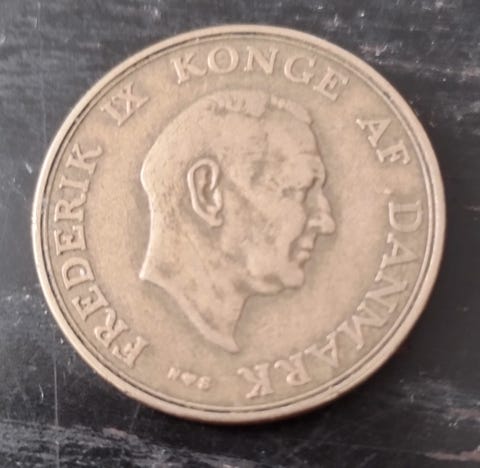 FREDERIK IX KONGE AF DANMARK